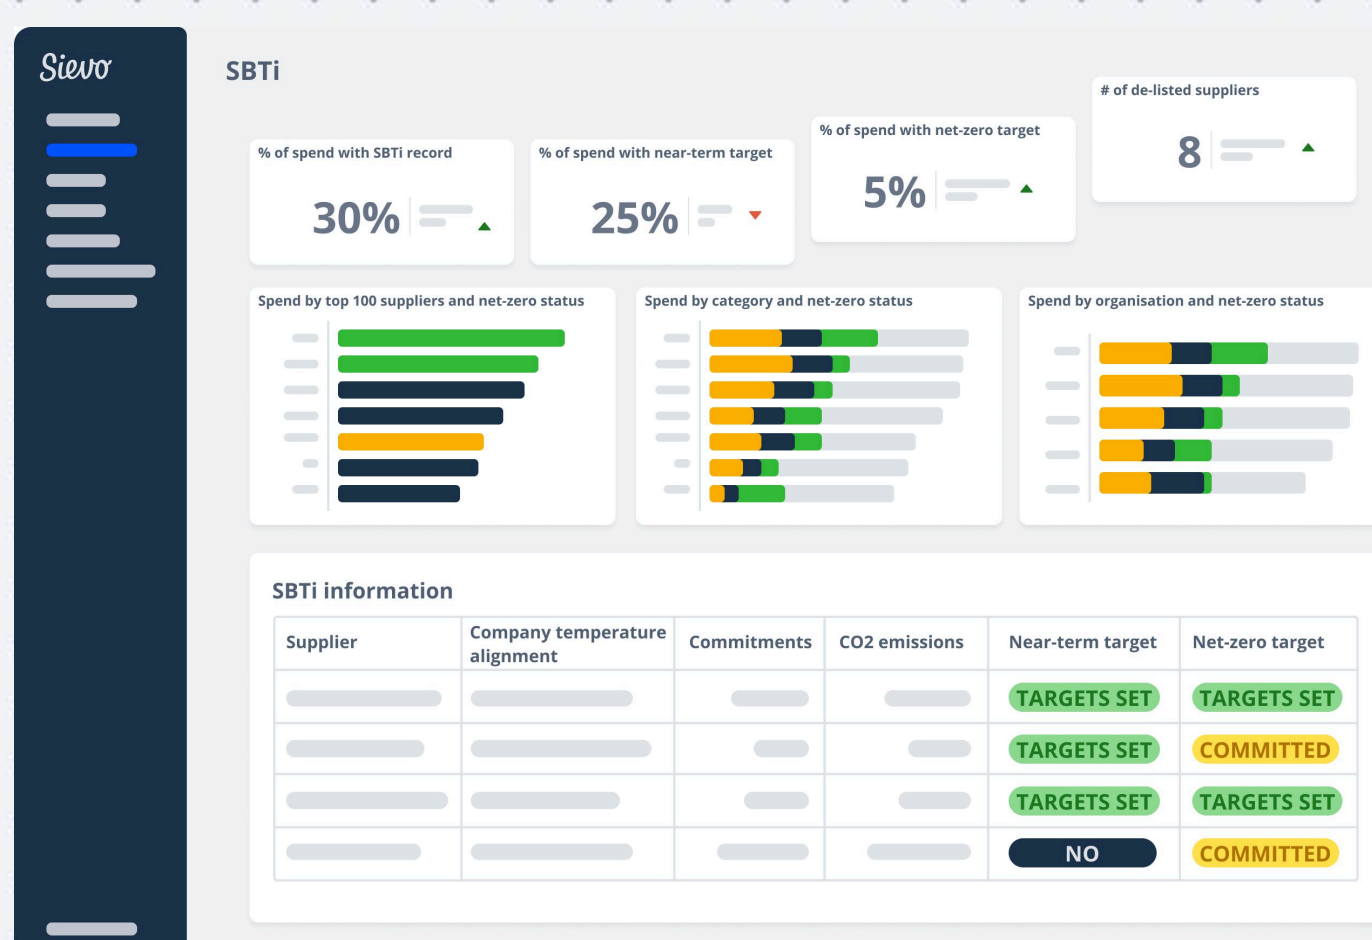 Sievo
SBTi
# of de-listed suppliers
8
% of spend with net-zero target
5%
% of spend with SBTi record
30%
% of spend with near-term target
25%
Spend by top 100 suppliers and net-zero status
Spend by category and net-zero status
Spend by organisation and net-zero status
SBTi information
Supplier
Company temperature
alignment
Commitments
CO2 emissions
Near-term target
Net-zero target
TARGETS SET
TARGETS SET
TARGETS SET
COMMITTED
TARGETS SET
TARGETS SET
NO
COMMITTED